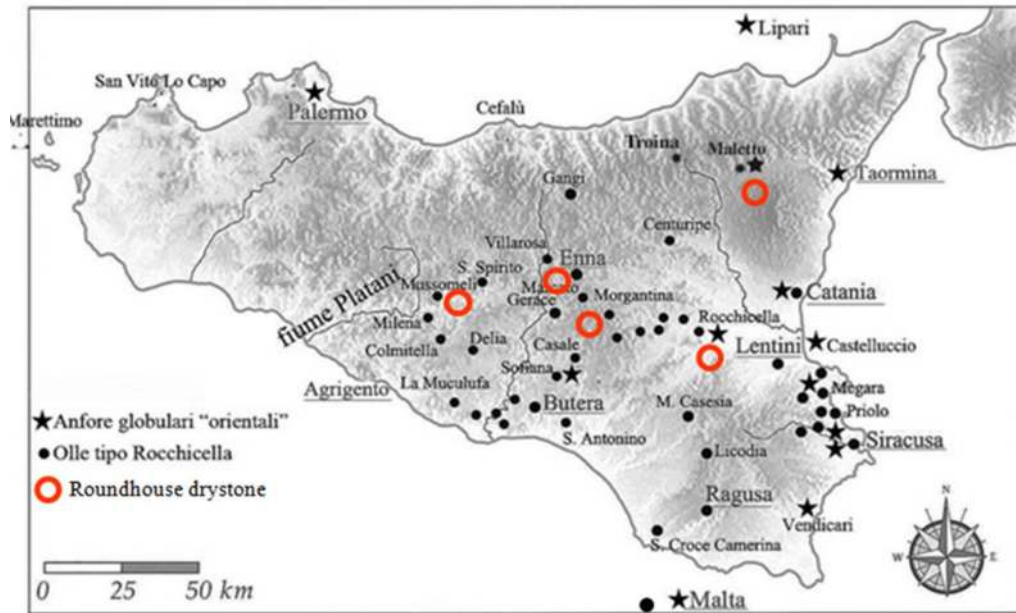 Lipari
San Vito Lo Capo
Palermo
Cefalù
Marettimo
Troina
Maletto
Taormina
Gangi
Centuripe
Villarosa
Enna
S. Spirito
Mussomeli
fiume Platani
Gerace
Morgantina
Catania
Milena
Rocchicella
Colmitella
Delia
Casale
Lentini
Castelluccio
Sofiana
Agrigento
La Muculufa
Megara
Butera
M. Casesia
Priolo
S. Antonino
Siracusa
Licodia
Ragusa
Vendicari
S. Croce Camerina
Malta
Anfore globulari “orientali”
Olle tipo Rocchicella
Roundhouse drystone
0 25 50 km
N
W E
S